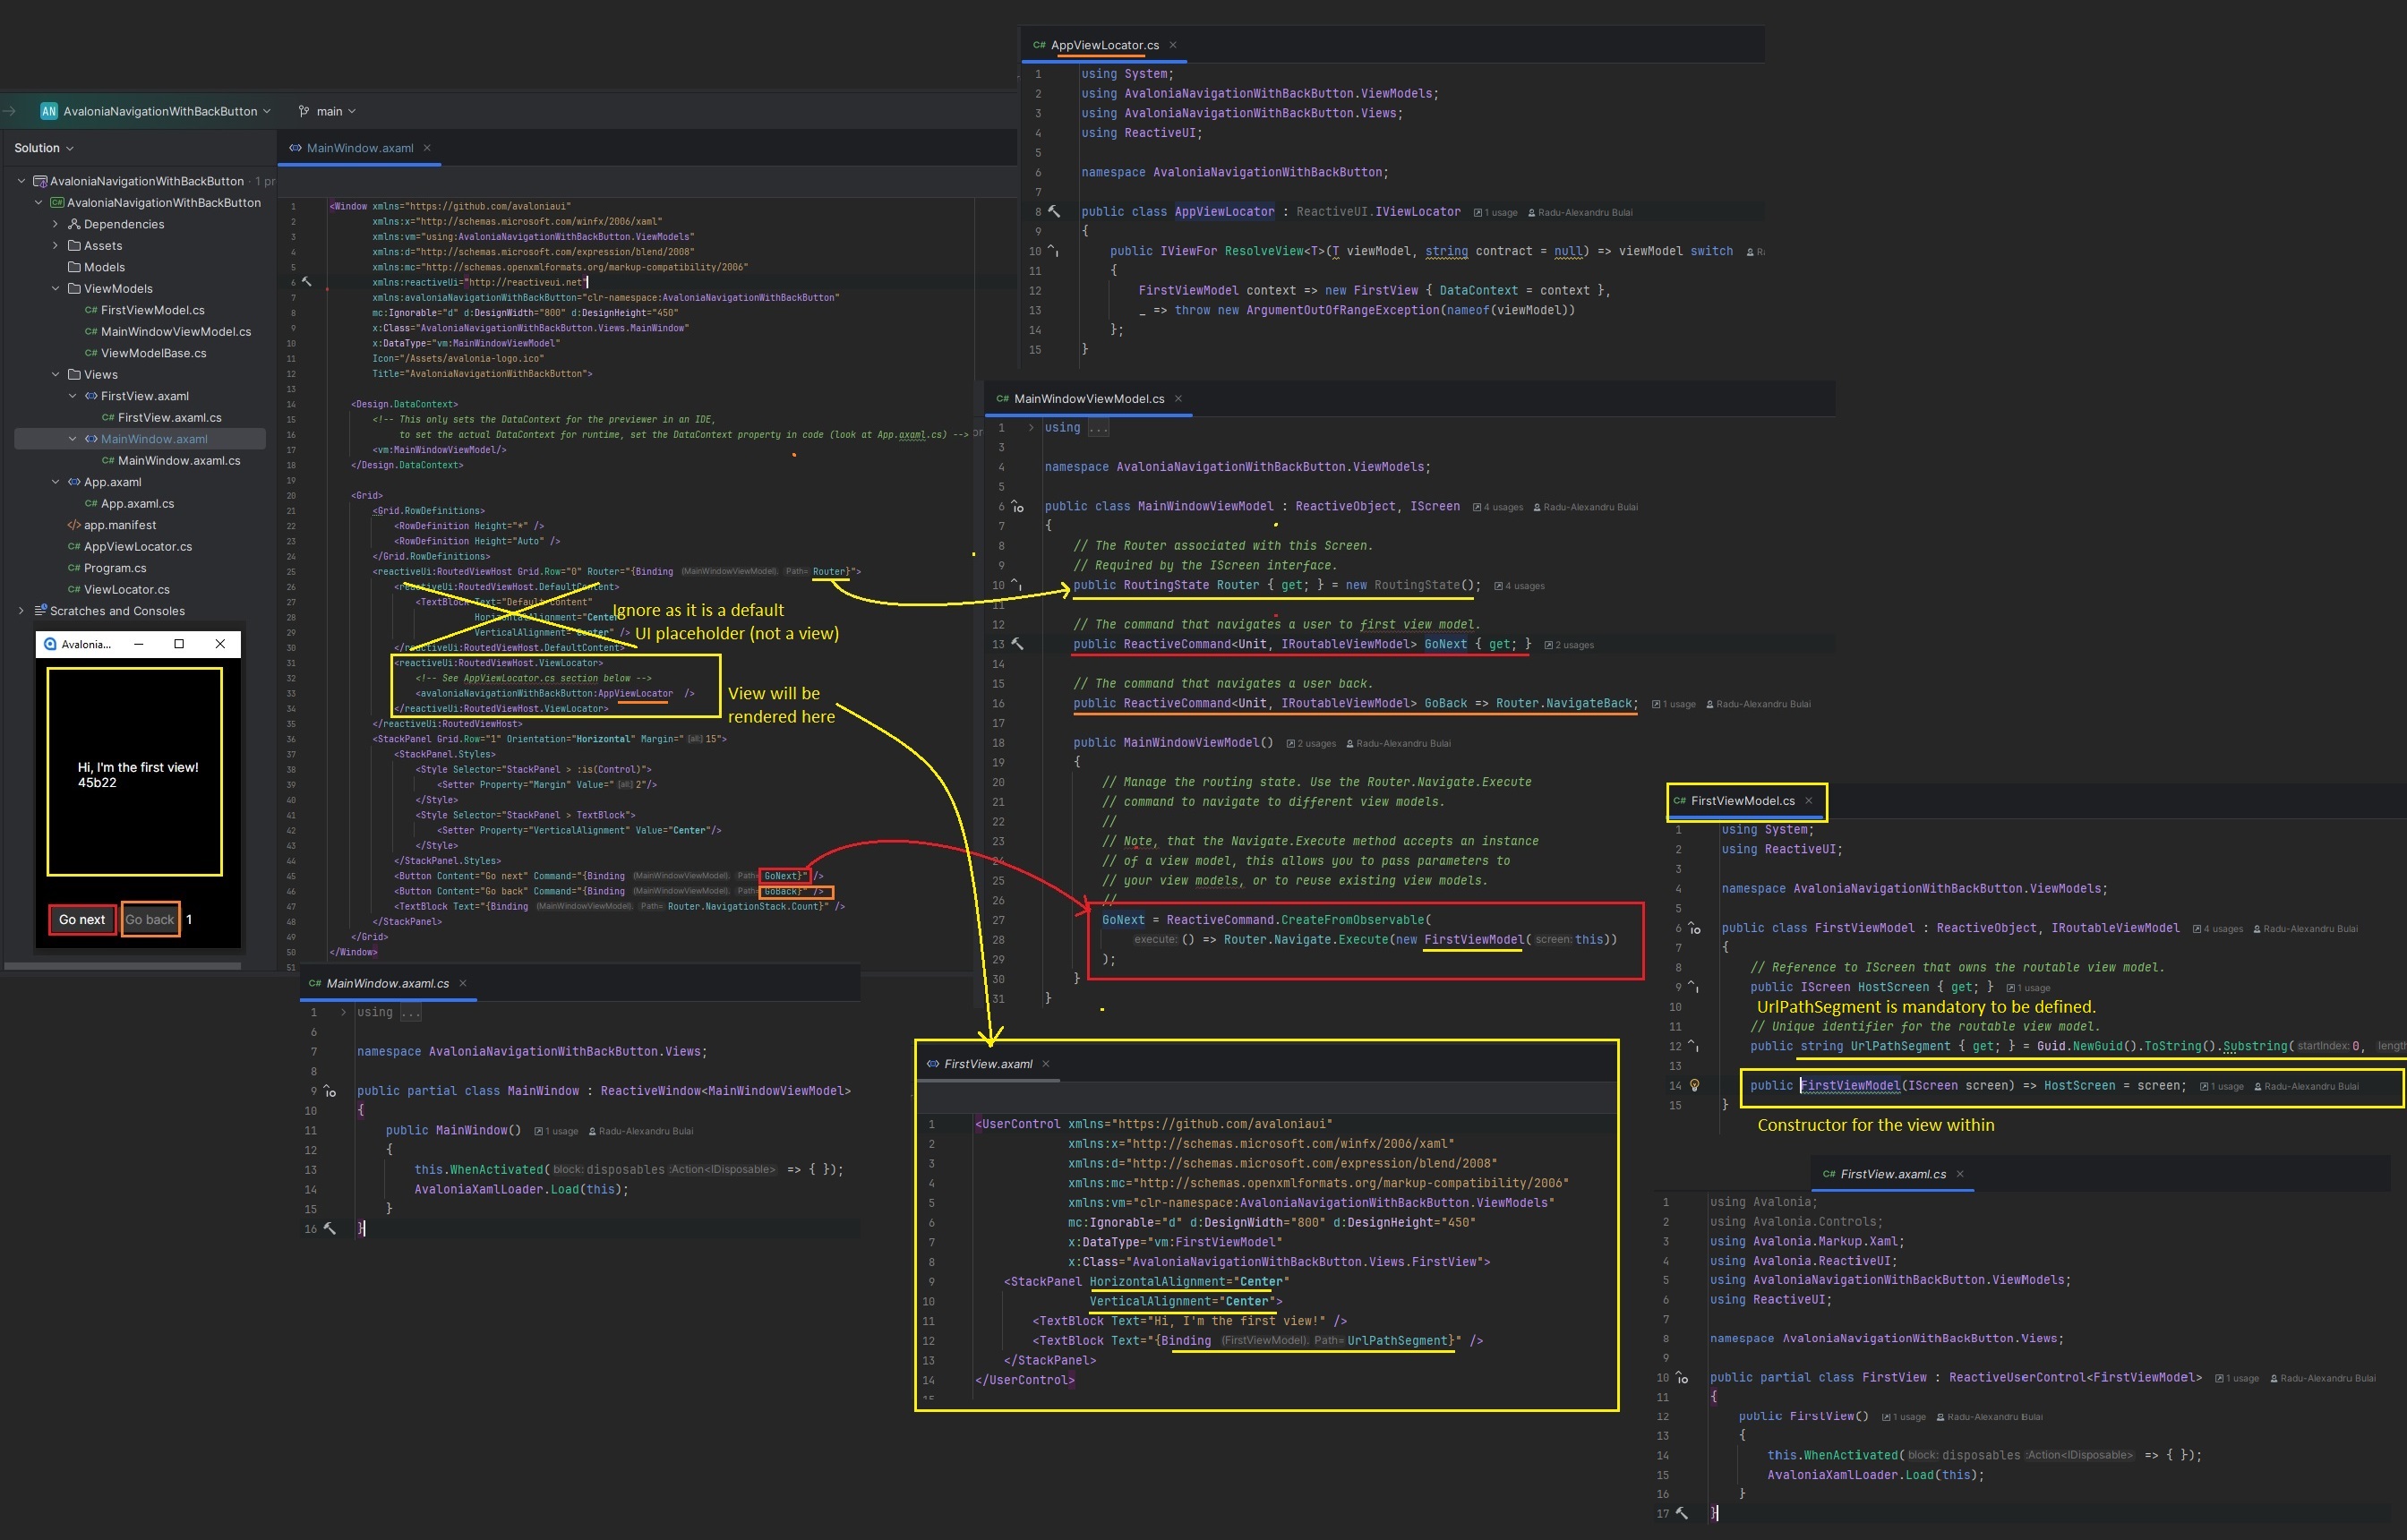 AN AvaloniaNavigationWithBackButton main
Solution
AvaloniaNavigationWithBackButton · 1 pr
AvaloniaNavigationWithBackButton
Dependencies
Assets
Models
ViewModels
C# FirstViewModel.cs
C# MainWindowViewModel.cs
C# ViewModelBase.cs
Views
FirstView.axaml
C# FirstView.axaml.cs
MainWindow.axaml
C# MainWindow.axaml.cs
App.axaml
C# App.axaml.cs
app.manifest
C# AppViewLocator.cs
C# Program.cs
C# ViewLocator.cs
Scratches and Consoles
Avalonia...
Hi, I'm the first view!
45b22
Go next Go back 1
MainWindow.axaml
1 <Window xmlns="https://github.com/avaloniaui"
2 xmlns:x="http://schemas.microsoft.com/winfx/2006/xaml"
3 xmlns:vm="using:AvaloniaNavigationWithBackButton.ViewModels"
4 xmlns:d="http://schemas.microsoft.com/expression/blend/2008"
5 xmlns:mc="http://schemas.openxmlformats.org/markup-compatibility/2006"
6 xmlns:reactiveUi="http://reactiveui.net"
7 xmlns:avaloniaNavigationWithBackButton="clr-namespace:AvaloniaNavigationWithBackButton"
8 mc:Ignorable="d" d:DesignWidth="800" d:DesignHeight="450"
9 x:Class="AvaloniaNavigationWithBackButton.Views.MainWindow"
10 x:DataType="vm:MainWindowViewModel"
11 Icon="/Assets/avalonia-logo.ico"
12 Title="AvaloniaNavigationWithBackButton">
13
14 <Design.DataContext>
15 <!-- This only sets the DataContext for the previewer in an IDE,
16 to set the actual DataContext for runtime, set the DataContext property in code (look at App.axaml.cs) -->
17 <vm:MainWindowViewModel/>
18 </Design.DataContext>
19
20 <Grid>
21 <Grid.RowDefinitions>
22 <RowDefinition Height="*" />
23 <RowDefinition Height="Auto" />
24 </Grid.RowDefinitions>
25 <reactiveUi:RoutedViewHost Grid.Row="0" Router="{Binding (MainWindowViewModel). Path= Router}">
26 <reactiveUi:RoutedViewHost.DefaultContent>
27 <TextBlock Text="Default content"
28 HorizontalAlignment="Center"
29 VerticalAlignment="Center" />
30 </reactiveUi:RoutedViewHost.DefaultContent>
Ignore as it is a default
UI placeholder (not a view)
31 <reactiveUi:RoutedViewHost.ViewLocator>
32 <!-- See AppViewLocator.cs section below -->
33 <avaloniaNavigationWithBackButton:AppViewLocator />
34 </reactiveUi:RoutedViewHost.ViewLocator>
View will be
rendered here
35 </reactiveUi:RoutedViewHost>
36 <StackPanel Grid.Row="1" Orientation="Horizontal" Margin="[all] 15">
37 <StackPanel.Styles>
38 <Style Selector="StackPanel > :is(Control)">
39 <Setter Property="Margin" Value="[all] 2"/>
40 </Style>
41 <Style Selector="StackPanel > TextBlock">
42 <Setter Property="VerticalAlignment" Value="Center"/>
43 </Style>
44 </StackPanel.Styles>
45 <Button Content="Go next" Command="{Binding (MainWindowViewModel). Path= GoNext}" />
46 <Button Content="Go back" Command="{Binding (MainWindowViewModel). Path= GoBack}" />
47 <TextBlock Text="{Binding (MainWindowViewModel). Path= Router.NavigationStack.Count}" />
48 </StackPanel>
49 </Grid>
50 </Window>
51
C# MainWindow.axaml.cs
1 using ...
6
7 namespace AvaloniaNavigationWithBackButton.Views;
8
9 public partial class MainWindow : ReactiveWindow<MainWindowViewModel>
10 {
11 public MainWindow() 1 usage Radu-Alexandru Bulai
12 {
13 this.WhenActivated(block: disposables :Action<IDisposable> => { });
14 AvaloniaXamlLoader.Load(this);
15 }
16 }
C# AppViewLocator.cs
1 using System;
2 using AvaloniaNavigationWithBackButton.ViewModels;
3 using AvaloniaNavigationWithBackButton.Views;
4 using ReactiveUI;
5
6 namespace AvaloniaNavigationWithBackButton;
7
8 public class AppViewLocator : ReactiveUI.IViewLocator 1 usage Radu-Alexandru Bulai
9 {
10 public IViewFor ResolveView<T>(T viewModel, string contract = null) => viewModel switch
11 {
12 FirstViewModel context => new FirstView { DataContext = context },
13 _ => throw new ArgumentOutOfRangeException(nameof(viewModel))
14 };
15 }
C# MainWindowViewModel.cs
1 using ...
3
4 namespace AvaloniaNavigationWithBackButton.ViewModels;
5
6 public class MainWindowViewModel : ReactiveObject, IScreen 4 usages Radu-Alexandru Bulai
7 {
8 // The Router associated with this Screen.
9 // Required by the IScreen interface.
10 public RoutingState Router { get; } = new RoutingState(); 4 usages
11
12 // The command that navigates a user to first view model.
13 public ReactiveCommand<Unit, IRoutableViewModel> GoNext { get; } 2 usages
14
15 // The command that navigates a user back.
16 public ReactiveCommand<Unit, IRoutableViewModel> GoBack => Router.NavigateBack; 1 usage Radu-Alexandru Bulai
17
18 public MainWindowViewModel() 2 usages Radu-Alexandru Bulai
19 {
20 // Manage the routing state. Use the Router.Navigate.Execute
21 // command to navigate to different view models.
22 //
23 // Note, that the Navigate.Execute method accepts an instance
24 // of a view model, this allows you to pass parameters to
25 // your view models, or to reuse existing view models.
26 //
27 GoNext = ReactiveCommand.CreateFromObservable(
28 execute: () => Router.Navigate.Execute(new FirstViewModel(screen: this))
29 );
30 }
31 }
FirstView.axaml
1 <UserControl xmlns="https://github.com/avaloniaui"
2 xmlns:x="http://schemas.microsoft.com/winfx/2006/xaml"
3 xmlns:d="http://schemas.microsoft.com/expression/blend/2008"
4 xmlns:mc="http://schemas.openxmlformats.org/markup-compatibility/2006"
5 xmlns:vm="clr-namespace:AvaloniaNavigationWithBackButton.ViewModels"
6 mc:Ignorable="d" d:DesignWidth="800" d:DesignHeight="450"
7 x:DataType="vm:FirstViewModel"
8 x:Class="AvaloniaNavigationWithBackButton.Views.FirstView">
9 <StackPanel HorizontalAlignment="Center"
10 VerticalAlignment="Center">
11 <TextBlock Text="Hi, I'm the first view!" />
12 <TextBlock Text="{Binding (FirstViewModel). Path= UrlPathSegment}" />
13 </StackPanel>
14 </UserControl>
C# FirstViewModel.cs
1 using System;
2 using ReactiveUI;
3
4 namespace AvaloniaNavigationWithBackButton.ViewModels;
5
6 public class FirstViewModel : ReactiveObject, IRoutableViewModel 4 usages Radu-Alexandru Bulai
7 {
8 // Reference to IScreen that owns the routable view model.
9 public IScreen HostScreen { get; } 1 usage
10 UrlPathSegment is mandatory to be defined.
11 // Unique identifier for the routable view model.
12 public string UrlPathSegment { get; } = Guid.NewGuid().ToString().Substring(startIndex: 0, length
13
14 public FirstViewModel(IScreen screen) => HostScreen = screen; 1 usage Radu-Alexandru Bulai
15 }
Constructor for the view within
C# FirstView.axaml.cs
1 using Avalonia;
2 using Avalonia.Controls;
3 using Avalonia.Markup.Xaml;
4 using Avalonia.ReactiveUI;
5 using AvaloniaNavigationWithBackButton.ViewModels;
6 using ReactiveUI;
7
8 namespace AvaloniaNavigationWithBackButton.Views;
9
10 public partial class FirstView : ReactiveUserControl<FirstViewModel> 1 usage Radu-Alexandru Bulai
11 {
12 public FirstView() 1 usage Radu-Alexandru Bulai
13 {
14 this.WhenActivated(block: disposables :Action<IDisposable> => { });
15 AvaloniaXamlLoader.Load(this);
16 }
17 }